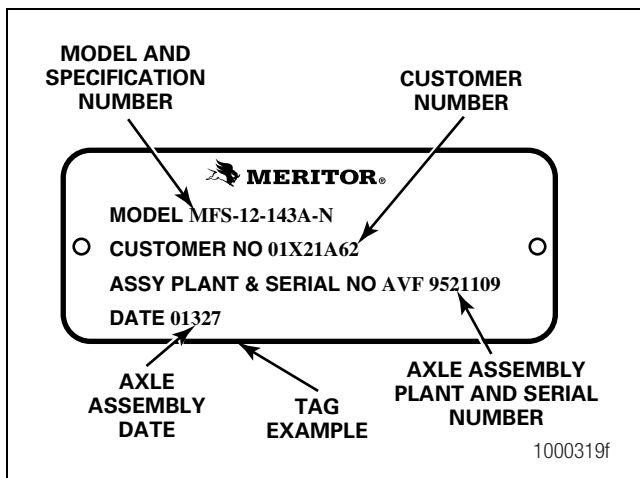 MODEL AND
SPECIFICATION
NUMBER
CUSTOMER
NUMBER
MERITOR®
MODEL MFS-12-143A-N
CUSTOMER NO 01X21A62
ASSY PLANT & SERIAL NO AVF 9521109
DATE 01327
AXLE
ASSEMBLY
DATE
TAG
EXAMPLE
AXLE ASSEMBLY
PLANT AND SERIAL
NUMBER
1000319f